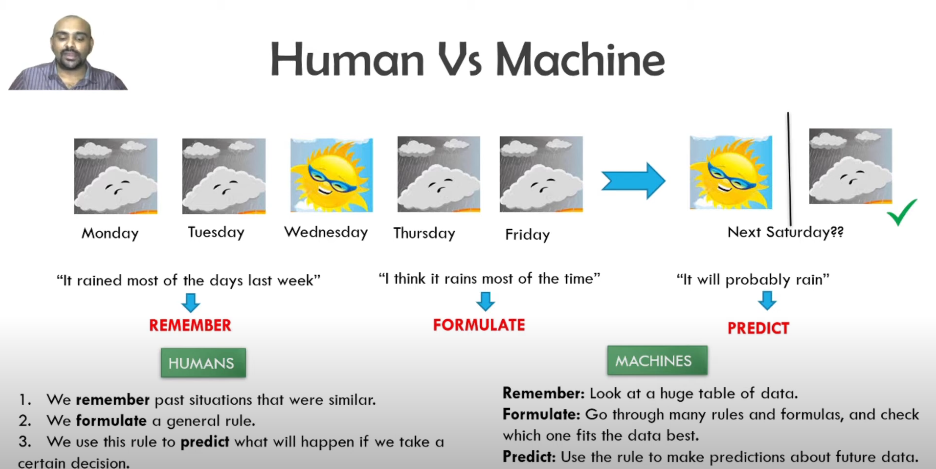 Human Vs Machine
Monday
Tuesday
Wednesday
Thursday
Friday
Next Saturday??
“It rained most of the days last week”
“I think it rains most of the time”
“It will probably rain”
REMEMBER
FORMULATE
PREDICT
HUMANS
1. We remember past situations that were similar.
2. We formulate a general rule.
3. We use this rule to predict what will happen if we take a
certain decision.
MACHINES
Remember: Look at a huge table of data.
Formulate: Go through many rules and formulas, and check
which one fits the data best.
Predict: Use the rule to make predictions about future data.